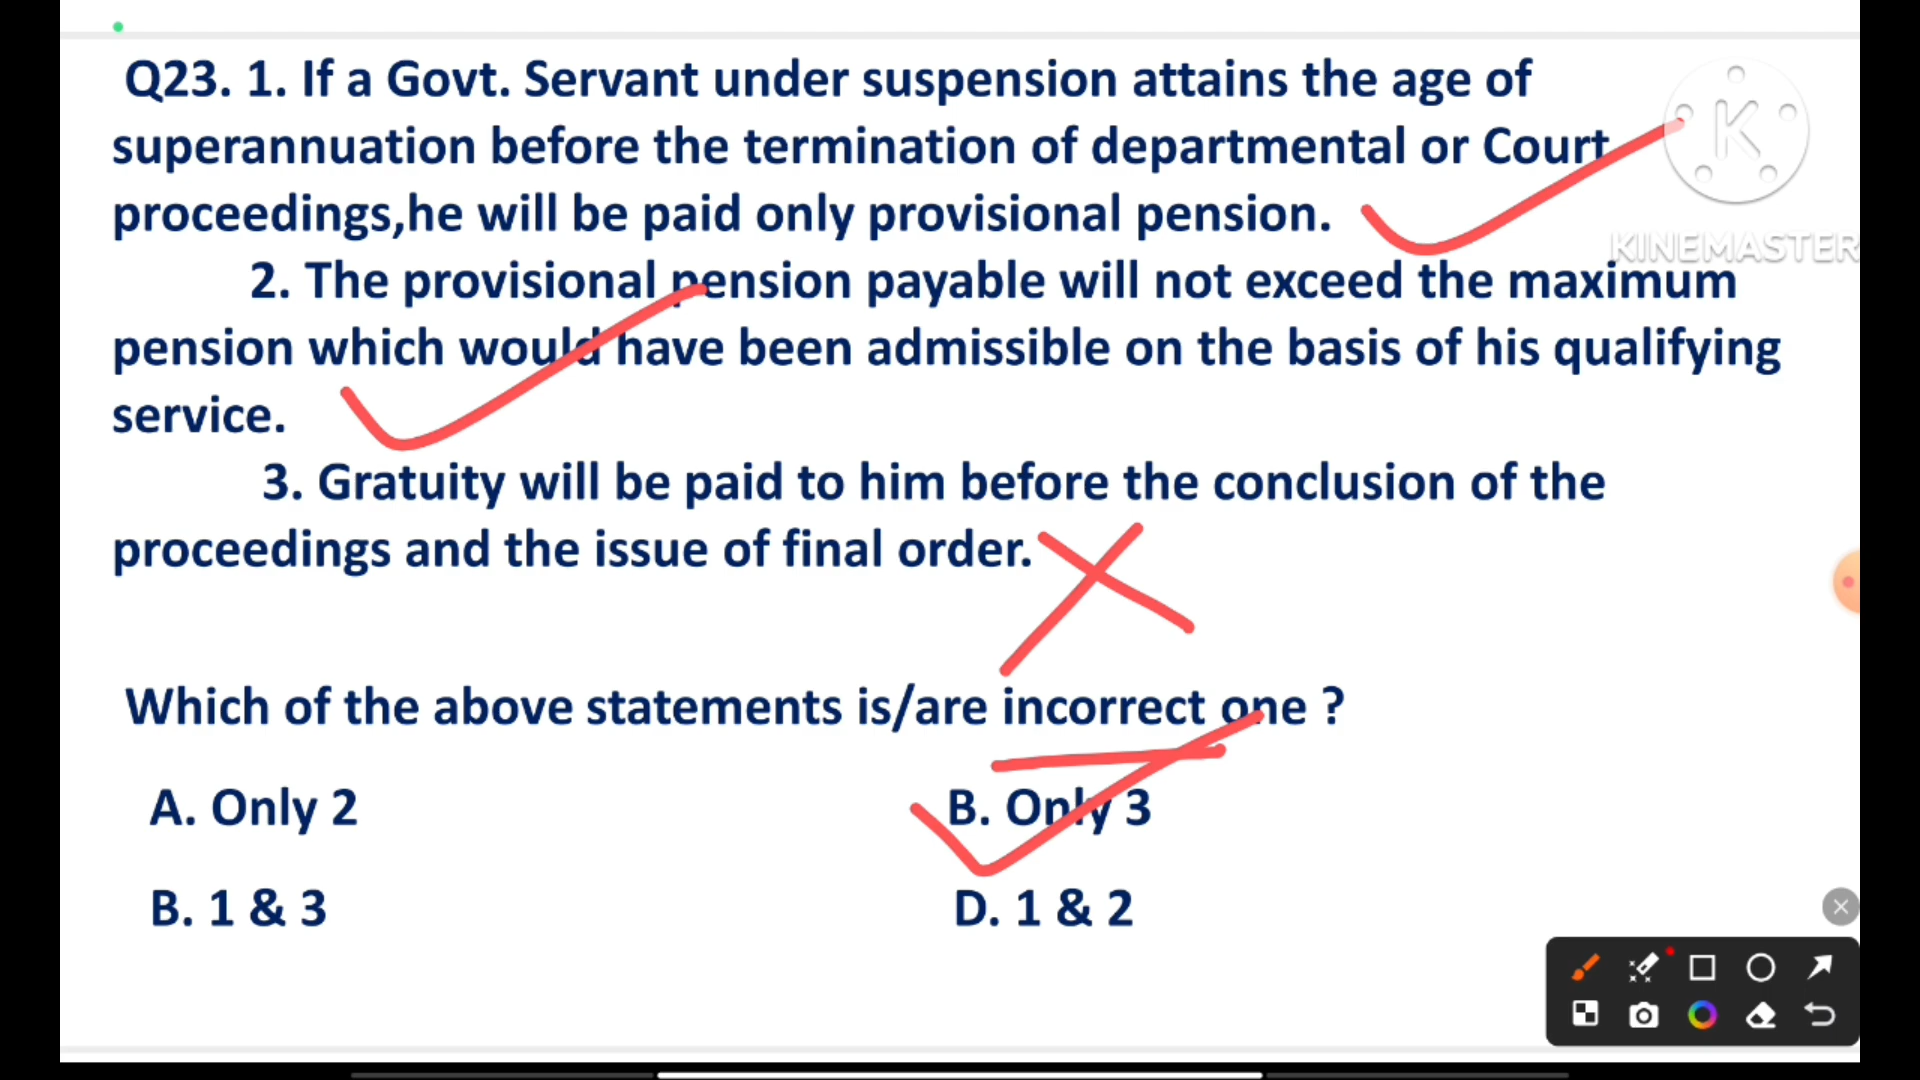 Q23. 1. If a Govt. Servant under suspension attains the age of
superannuation before the termination of departmental or Court
proceedings,he will be paid only provisional pension.
2. The provisional pension payable will not exceed the maximum
pension which would have been admissible on the basis of his qualifying
service.
3. Gratuity will be paid to him before the conclusion of the
proceedings and the issue of final order.
Which of the above statements is/are incorrect one ?
A. Only 2
B. Only 3
B. 1 & 3
D. 1 & 2
K
KINEMASTER